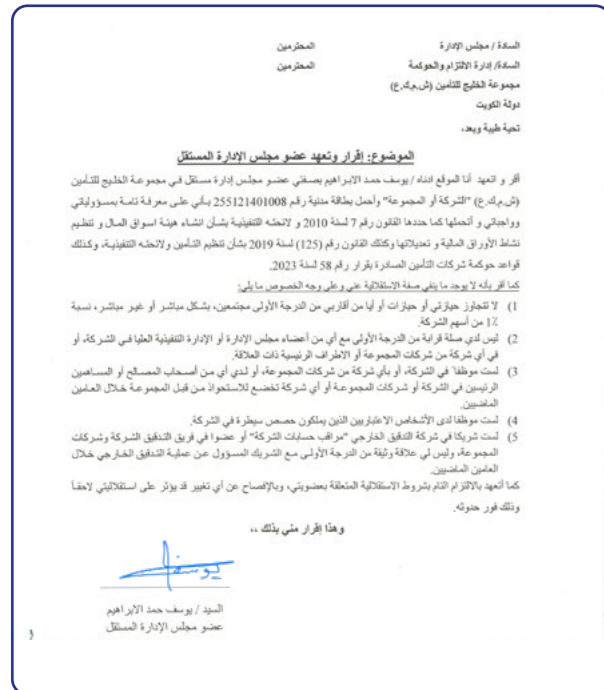 السادة / مجلس الإدارة المحترمين
السادة/ إدارة الالتزام والحوكمة المحترمين
مجموعة الخليج للتأمين (ش.م.ك.ع)
دولة الكويت
تحية طيبة وبعد،
الموضوع: إقرار وتعهد عضو مجلس الإدارة المستقل
أقر و اتعهد أنا الموقع ادناه / يوسف حمد الابراهيم بصفتي عضو مجلس إدارة مستقل في مجموعة الخليج للتأمين
(ش.م.ك.ع) "الشركة أو المجموعة" وأحمل بطاقة مدنية رقم 255121401008 بأني على معرفة تامة بمسؤولياتي
وواجباتي و أتحملها كما حددها القانون رقم 7 لسنة 2010 و لائحته التنفيذية بشأن انشاء هيئة اسواق المال و تنظيم
نشاط الأوراق المالية و تعديلاتها وكذلك القانون رقم (125) لسنة 2019 بشأن تنظيم التأمين ولائحته التنفيذية، وكذلك
قواعد حوكمة شركات التأمين الصادرة بقرار رقم 58 لسنة 2023.
كما أقر بأنه لا يوجد ما ينفي صفة الاستقلالية عني وعلى وجه الخصوص ما يلي:
1) لا تتجاوز حيازتي أو حيازات أو أيا من أقاربي من الدرجة الأولى مجتمعين، بشكل مباشر أو غير مباشر، نسبة
1٪ من أسهم الشركة.
2) ليس لدي صلة قرابة من الدرجة الأولى مع أي من أعضاء مجلس الإدارة أو الإدارة التنفيذية العليا في الشركة، أو
في أي شركة من شركات المجموعة أو الاطراف الرئيسية ذات العلاقة.
3) لست موظفا في الشركة، أو بأي شركة من شركات المجموعة، أو لدي أي من أصحاب المصالح أو المساهمين
الرئيسين في الشركة أو شركات المجموعة أو أي شركة تخضع للاستحواذ من قبل المجموعة خلال العامين
الماضيين.
4) لست موظفا لدى الأشخاص الاعتباريين الذين يملكون حصص سيطرة في الشركة.
5) لست شريكا في شركة التدقيق الخارجي "مراقب حسابات الشركة" أو عضوا في فريق التدقيق الشركة وشركات
المجموعة، وليس لي علاقة وثيقة من الدرجة الأولى مع الشريك المسؤول عن عملية التدقيق الخارجي خلال
العامين الماضيين.
كما أتعهد بالالتزام التام بشروط الاستقلالية المتعلقة بعضويتي، وبالإفصاح عن أي تغيير قد يؤثر على استقلاليتي لاحقاً
وذلك فور حدوثه.
وهذا إقرار مني بذلك ،،
يوسف
السيد / يوسف حمد الابراهيم
عضو مجلس الإدارة المستقل